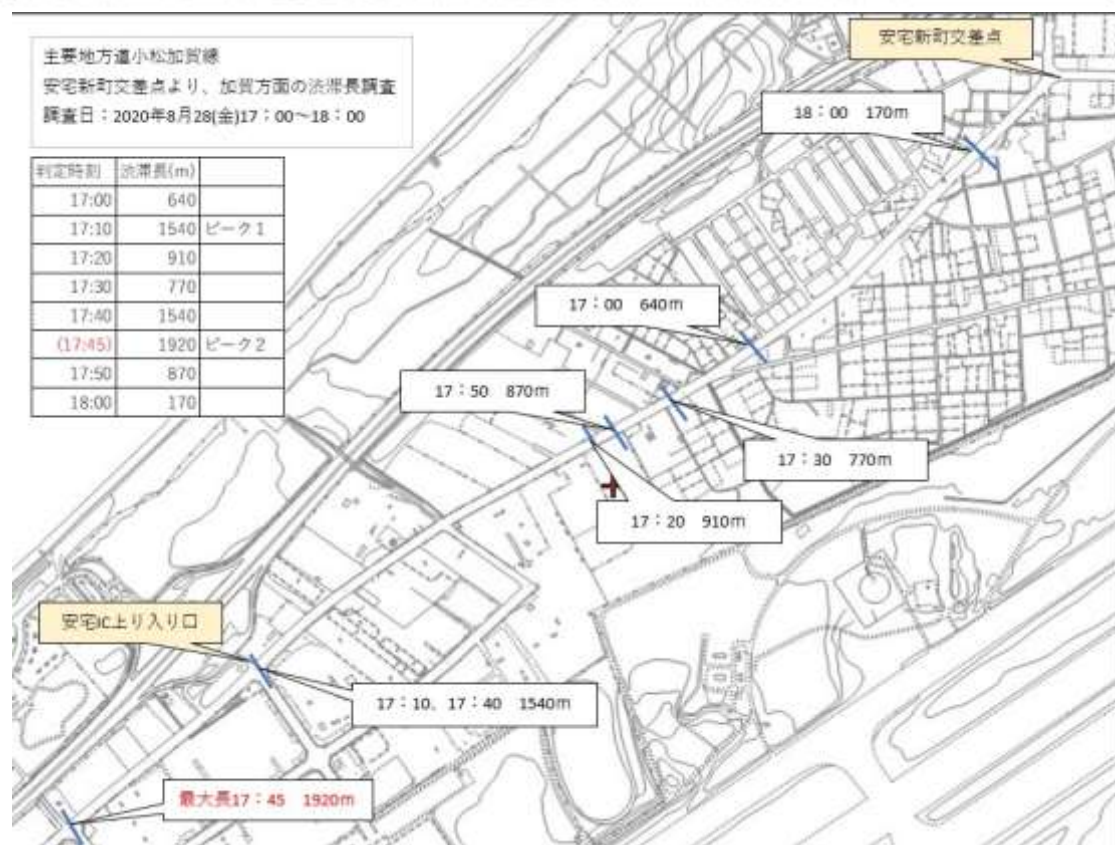 主要地方道小松加賀線
安宅新町交差点より、加賀方面の渋滞長調査
調査日：2020年8月28(金)17：00～18：00
判定時刻 渋滞長(m)
17:00 640
17:10 1540 ピーク1
17:20 910
17:30 770
17:40 1540
(17:45) 1920 ピーク2
17:50 870
18:00 170
安宅新町交差点
18：00 170m
17：00 640m
17：50 870m
17：30 770m
17：20 910m
安宅IC上り入り口
17：10、17：40 1540m
最大長17：45 1920m